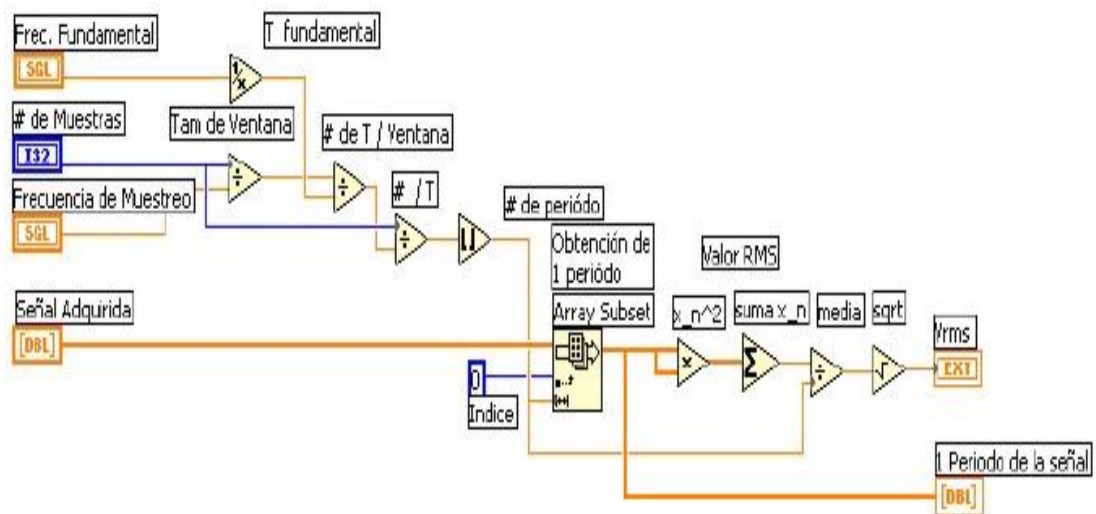 Frec. Fundamental
T fundamental
SGL
1/x
# de Muestras
Tam de Ventana
# de T / Ventana
I32
÷
÷
Frecuencia de Muestreo
# /T
# de periódo
SGL
÷
Obtención de
1 periódo
Valor RMS
Señal Adquirida
Array Subset
x_n^2
suma x_n
media
sqrt
Vrms
[DBL]
x
Σ
÷
√
EXT
0
Indice
1 Periodo de la señal
[DBL]